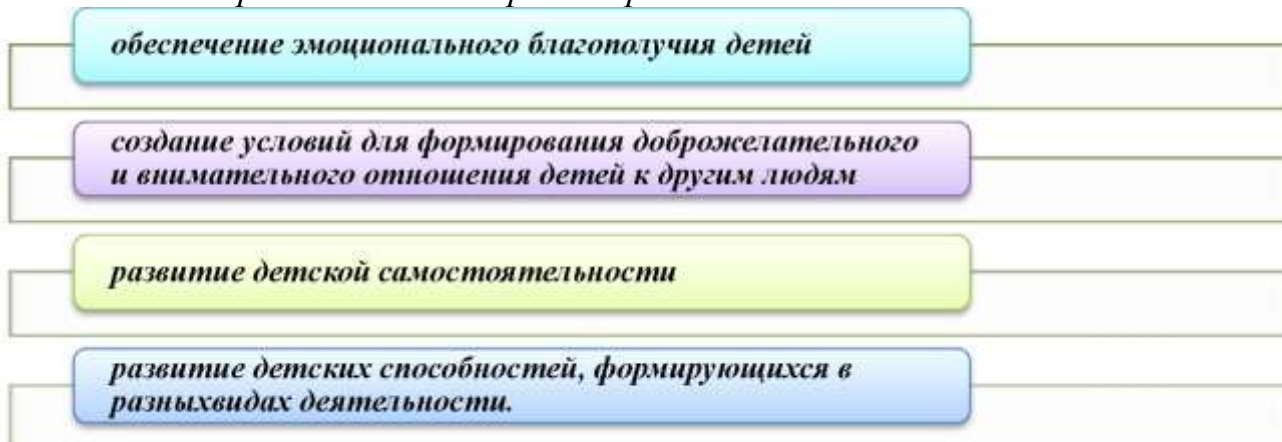 обеспечение эмоционального благополучия детей
создание условий для формирования доброжелательного
и внимательного отношения детей к другим людям
развитие детской самостоятельности
развитие детских способностей, формирующихся в
разныхвидах деятельности.